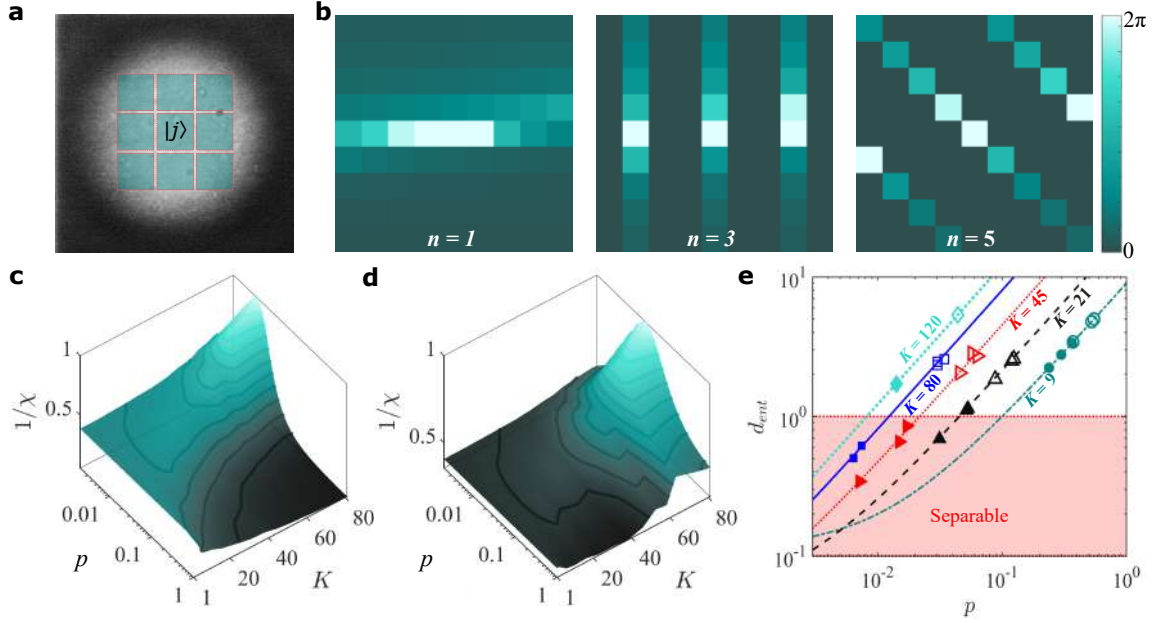 a
|j⟩
b
n = 1
n = 3
n = 5
2π
0
c
1/χ
1
0.5
0.01
0.1
1
p
1
20
40
60
80
K
d
1/χ
1
0.5
0.01
0.1
1
p
1
20
40
60
80
K
e
d_ent
10^1
10^0
10^-1
10^-2
10^-1
10^0
p
K = 120
K = 80
K = 45
K = 21
K = 9
Separable